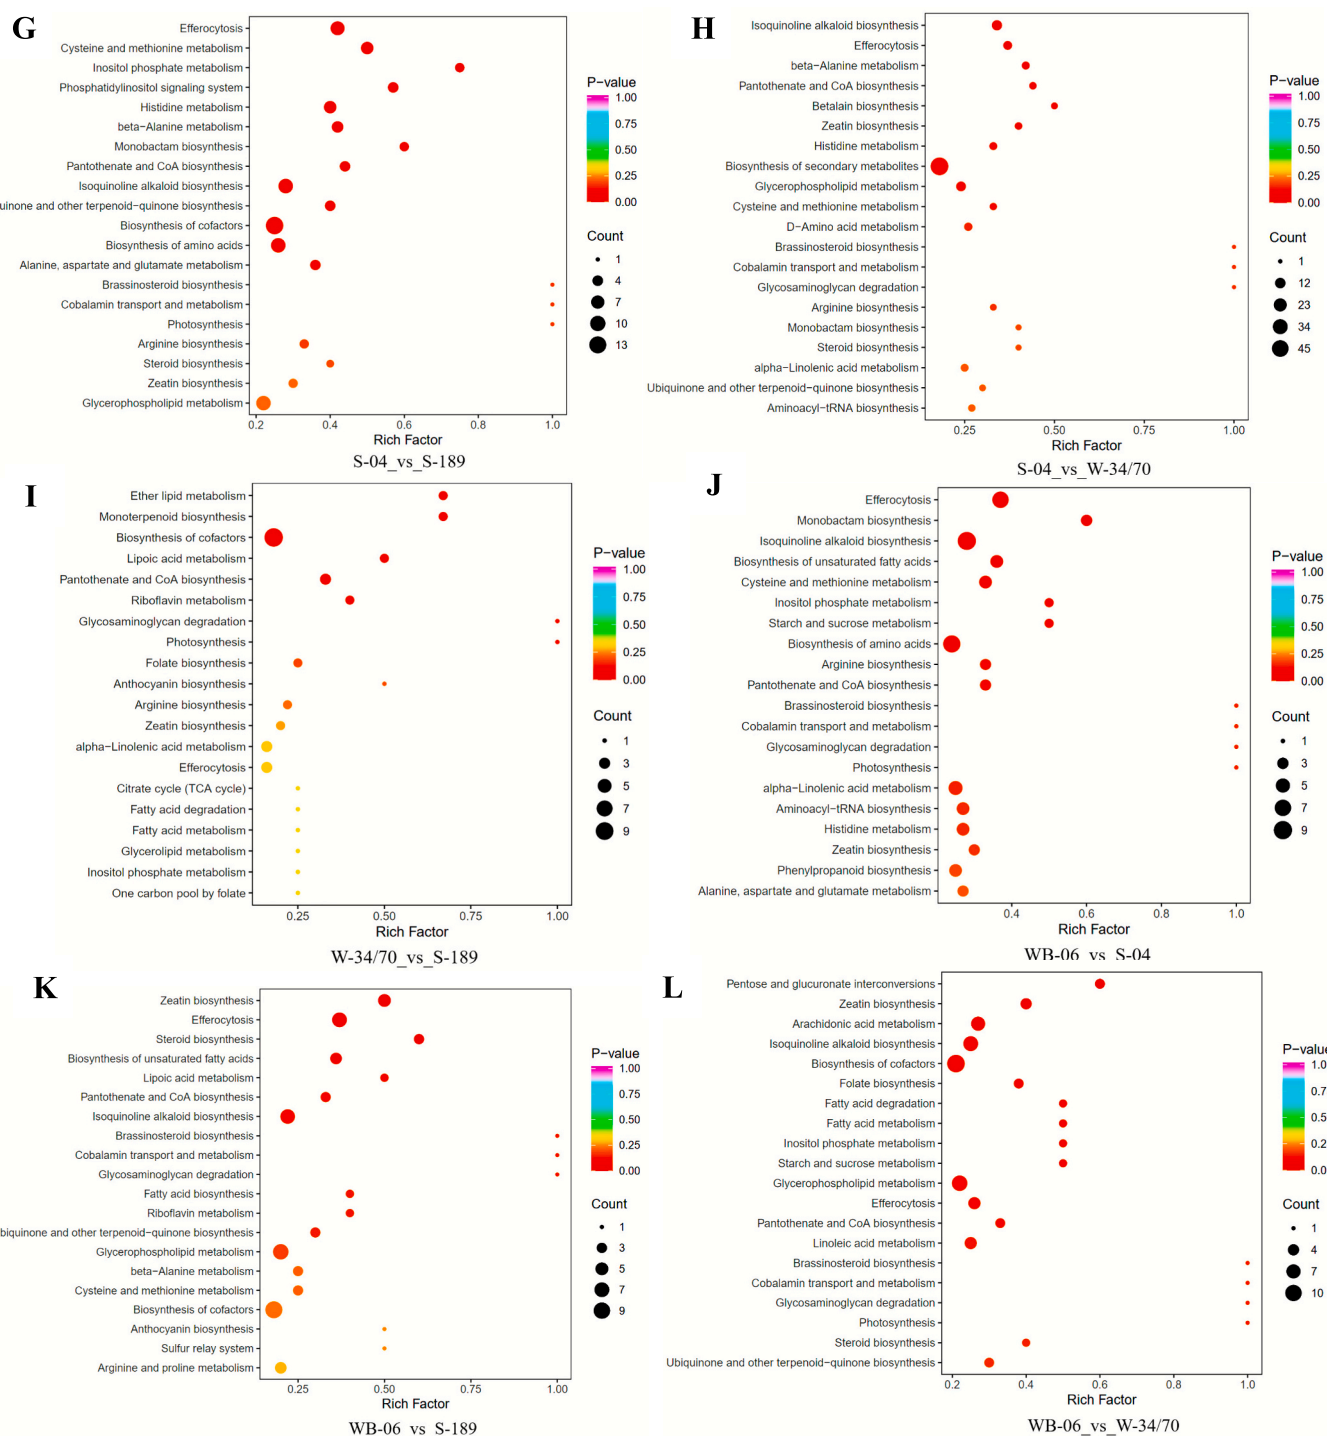 G
Efferocytosis
Cysteine and methionine metabolism
Inositol phosphate metabolism
Phosphatidylinositol signaling system
Histidine metabolism
beta−Alanine metabolism
Monobactam biosynthesis
Pantothenate and CoA biosynthesis
Isoquinoline alkaloid biosynthesis
uinone and other terpenoid−quinone biosynthesis
Biosynthesis of cofactors
Biosynthesis of amino acids
Alanine, aspartate and glutamate metabolism
Brassinosteroid biosynthesis
Cobalamin transport and metabolism
Photosynthesis
Arginine biosynthesis
Steroid biosynthesis
Zeatin biosynthesis
Glycerophospholipid metabolism
0.2 0.4 0.6 0.8 1.0
Rich Factor
S-04_vs_S-189
P−value
1.00
0.75
0.50
0.25
0.00
Count
1
4
7
10
13
H
Isoquinoline alkaloid biosynthesis
Efferocytosis
beta−Alanine metabolism
Pantothenate and CoA biosynthesis
Betalain biosynthesis
Zeatin biosynthesis
Histidine metabolism
Biosynthesis of secondary metabolites
Glycerophospholipid metabolism
Cysteine and methionine metabolism
D−Amino acid metabolism
Brassinosteroid biosynthesis
Cobalamin transport and metabolism
Glycosaminoglycan degradation
Arginine biosynthesis
Monobactam biosynthesis
Steroid biosynthesis
alpha−Linolenic acid metabolism
Ubiquinone and other terpenoid−quinone biosynthesis
Aminoacyl−tRNA biosynthesis
0.25 0.50 0.75 1.00
Rich Factor
S-04_vs_W-34/70
P−value
1.00
0.75
0.50
0.25
0.00
Count
1
12
23
34
45
I
Ether lipid metabolism
Monoterpenoid biosynthesis
Biosynthesis of cofactors
Lipoic acid metabolism
Pantothenate and CoA biosynthesis
Riboflavin metabolism
Glycosaminoglycan degradation
Photosynthesis
Folate biosynthesis
Anthocyanin biosynthesis
Arginine biosynthesis
Zeatin biosynthesis
alpha−Linolenic acid metabolism
Efferocytosis
Citrate cycle (TCA cycle)
Fatty acid degradation
Fatty acid metabolism
Glycerolipid metabolism
Inositol phosphate metabolism
One carbon pool by folate
0.25 0.50 0.75 1.00
Rich Factor
W-34/70_vs_S-189
P−value
1.00
0.75
0.50
0.25
0.00
Count
1
3
5
7
9
J
Efferocytosis
Monobactam biosynthesis
Isoquinoline alkaloid biosynthesis
Biosynthesis of unsaturated fatty acids
Cysteine and methionine metabolism
Inositol phosphate metabolism
Starch and sucrose metabolism
Biosynthesis of amino acids
Arginine biosynthesis
Pantothenate and CoA biosynthesis
Brassinosteroid biosynthesis
Cobalamin transport and metabolism
Glycosaminoglycan degradation
Photosynthesis
alpha−Linolenic acid metabolism
Aminoacyl−tRNA biosynthesis
Histidine metabolism
Zeatin biosynthesis
Phenylpropanoid biosynthesis
Alanine, aspartate and glutamate metabolism
0.4 0.6 0.8 1.0
Rich Factor
WB-06 vs S-04
P−value
1.00
0.75
0.50
0.25
0.00
Count
1
3
5
7
9
K
Zeatin biosynthesis
Efferocytosis
Steroid biosynthesis
Biosynthesis of unsaturated fatty acids
Lipoic acid metabolism
Pantothenate and CoA biosynthesis
Isoquinoline alkaloid biosynthesis
Brassinosteroid biosynthesis
Cobalamin transport and metabolism
Glycosaminoglycan degradation
Fatty acid biosynthesis
Riboflavin metabolism
biquinone and other terpenoid−quinone biosynthesis
Glycerophospholipid metabolism
beta−Alanine metabolism
Cysteine and methionine metabolism
Biosynthesis of cofactors
Anthocyanin biosynthesis
Sulfur relay system
Arginine and proline metabolism
0.25 0.50 0.75 1.00
Rich Factor
WB-06 vs S-189
P−value
1.00
0.75
0.50
0.25
0.00
Count
1
3
5
7
9
L
Pentose and glucuronate interconversions
Zeatin biosynthesis
Arachidonic acid metabolism
Isoquinoline alkaloid biosynthesis
Biosynthesis of cofactors
Folate biosynthesis
Fatty acid degradation
Fatty acid metabolism
Inositol phosphate metabolism
Starch and sucrose metabolism
Glycerophospholipid metabolism
Efferocytosis
Pantothenate and CoA biosynthesis
Linoleic acid metabolism
Brassinosteroid biosynthesis
Cobalamin transport and metabolism
Glycosaminoglycan degradation
Photosynthesis
Steroid biosynthesis
Ubiquinone and other terpenoid−quinone biosynthesis
0.2 0.4 0.6 0.8 1.0
Rich Factor
WB-06_vs_W-34/70
P−value
1.0
0.7
0.5
0.2
0.0
Count
1
4
7
10